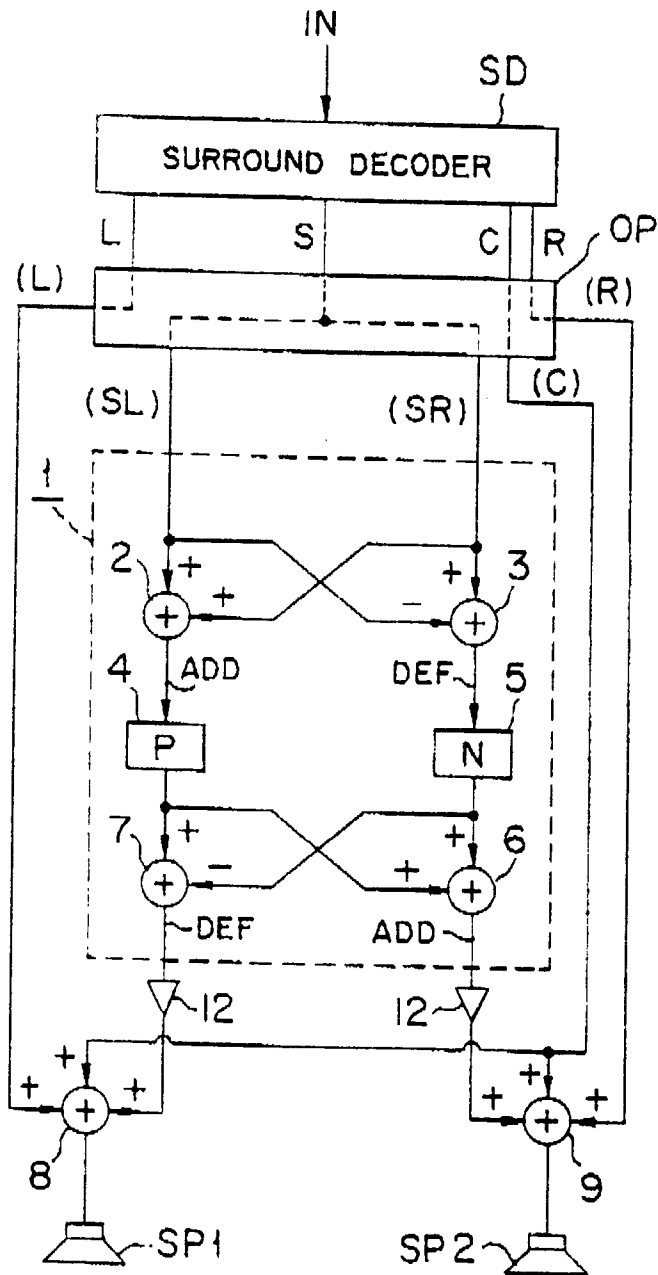 IN
SD
SURROUND DECODER
L S C R
OP
(L) (R)
(C)
(SL) (SR)
1
2 + + - + 3
4 ADD DEF 5
P N
7 + - + + 6
+ +
DEF ADD
12 12
+ + + + + +
+ +
8 9
SP1 SP2